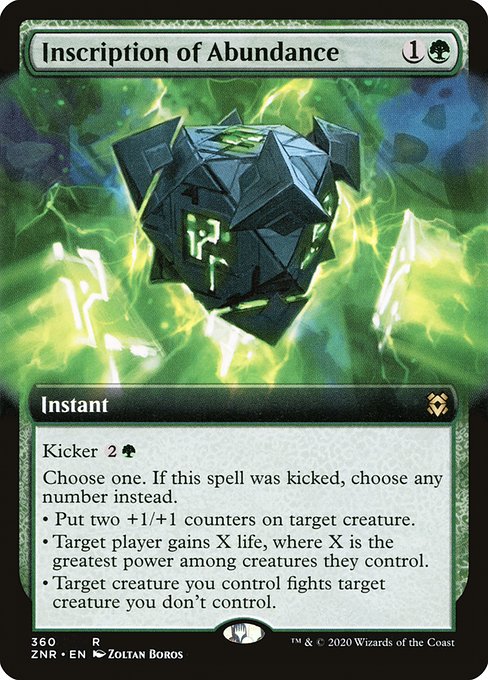 Inscription of Abundance 1
Instant
Kicker 2
Choose one. If this spell was kicked, choose any
number instead.
• Put two +1/+1 counters on target creature.
• Target player gains X life, where X is the
greatest power among creatures they control.
• Target creature you control fights target
creature you don't control.
360 R
ZNR • EN Zoltan Boros
™ & © 2020 Wizards of the Coast